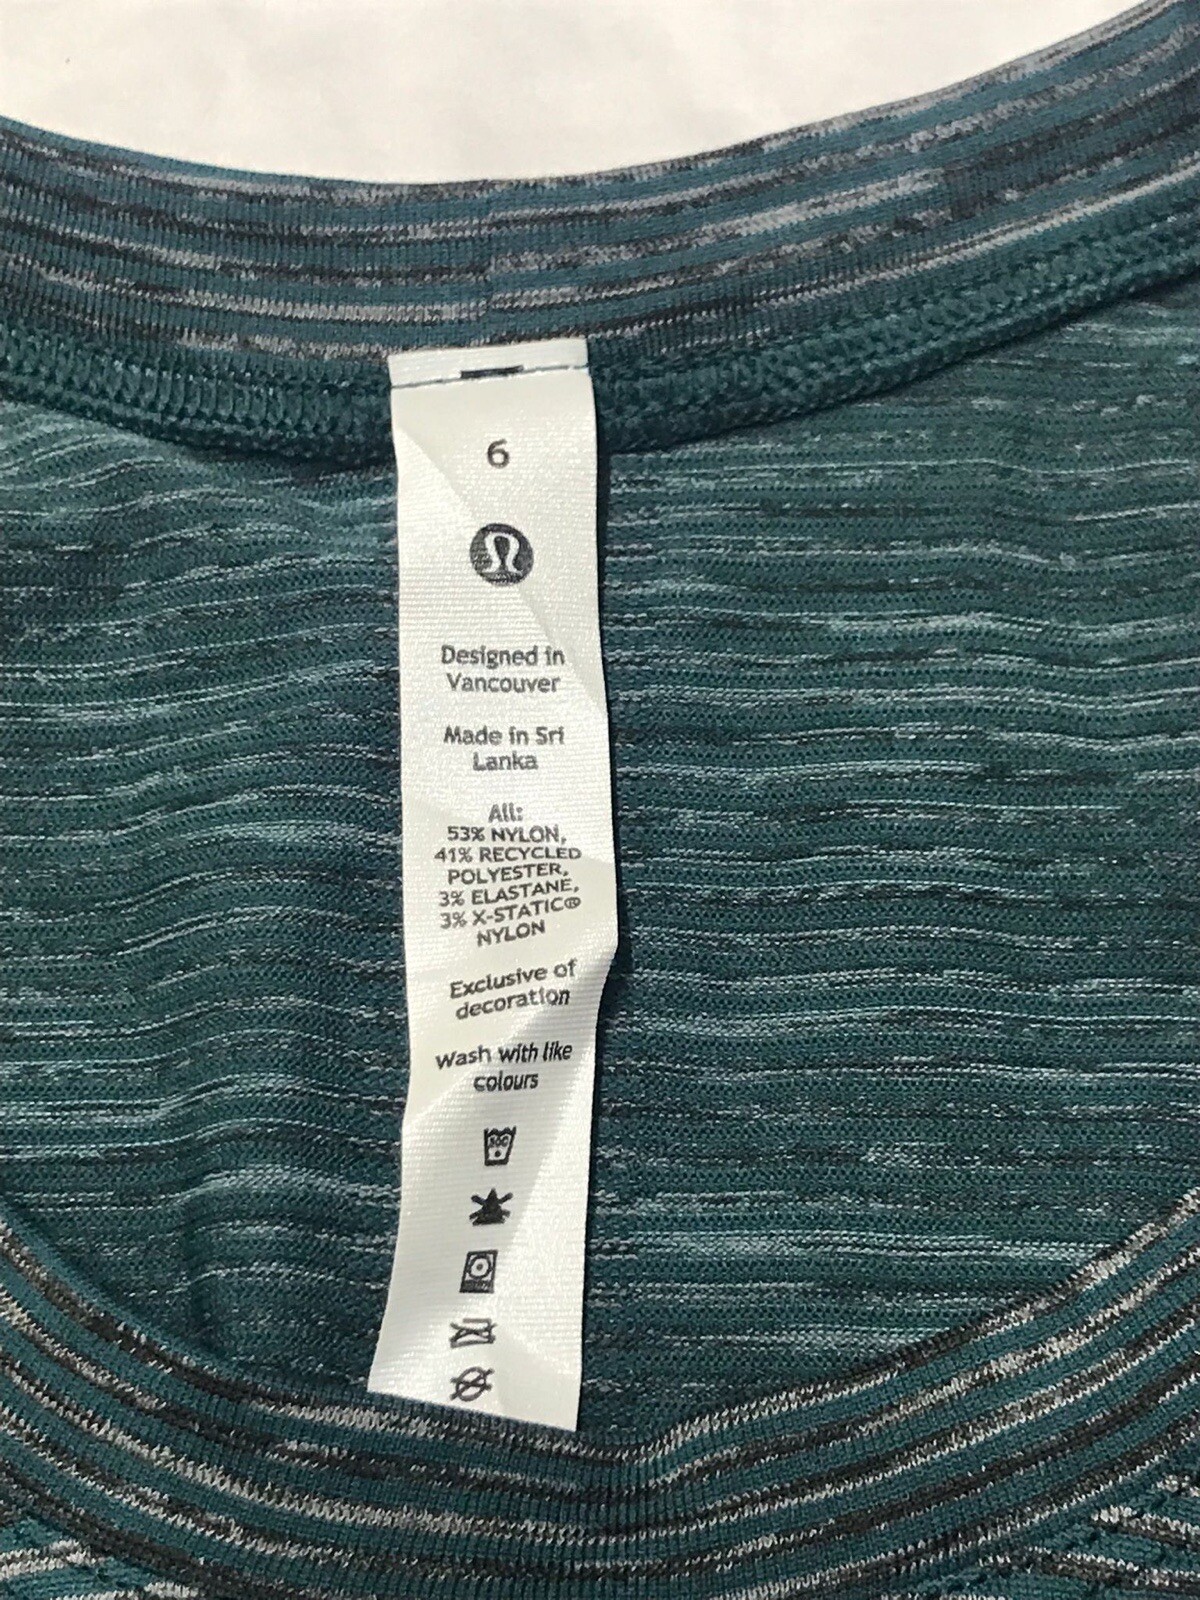 6
Designed in
Vancouver
Made in Sri
Lanka
All:
53% NYLON,
41% RECYCLED
POLYESTER,
3% ELASTANE,
3% X-STATIC®
NYLON
Exclusive of
decoration
Wash with like
colours
30C